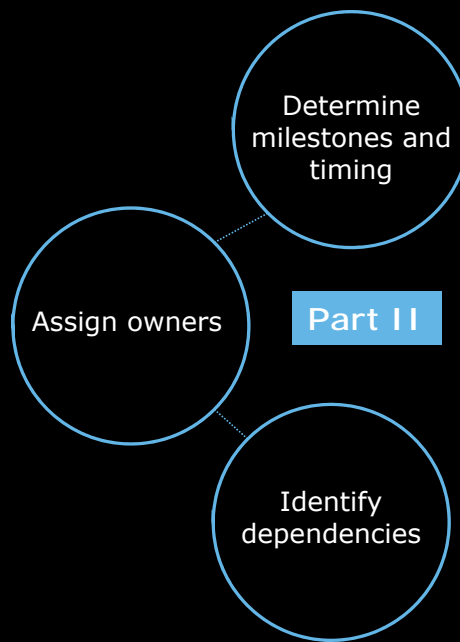 Determine
milestones and
timing
Assign owners
Part II
Identify
dependencies